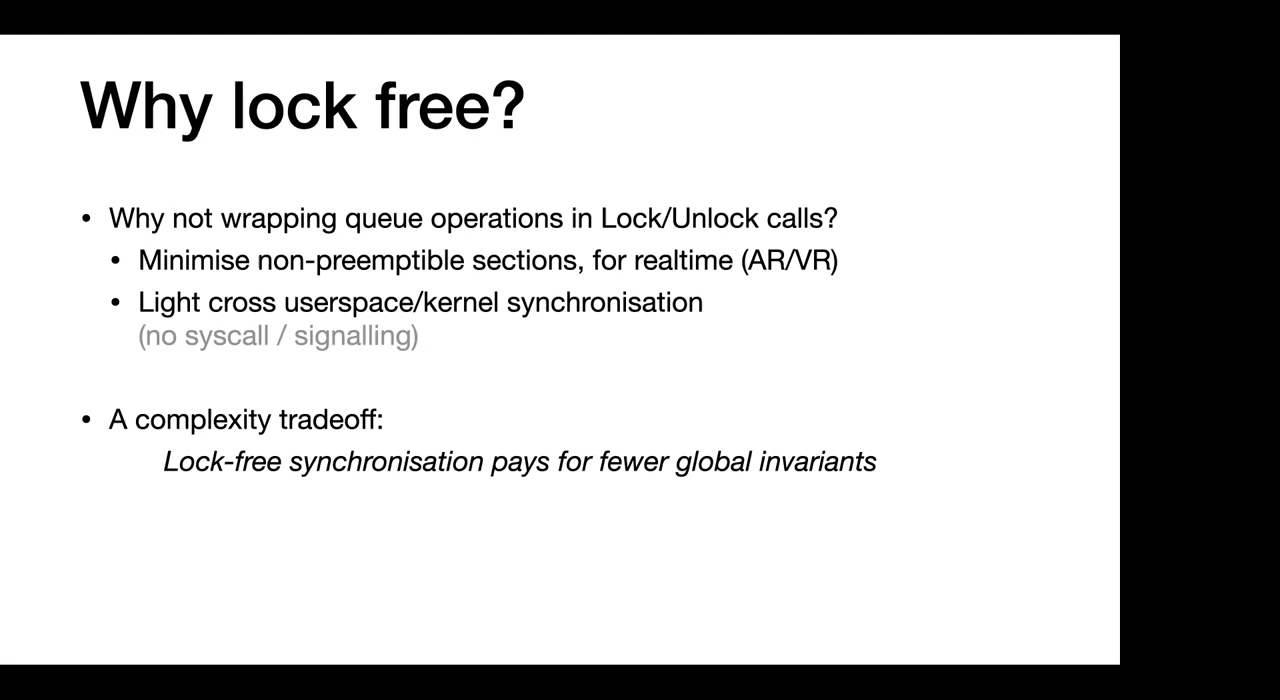 Why lock free?
• Why not wrapping queue operations in Lock/Unlock calls?
• Minimise non-preemptible sections, for realtime (AR/VR)
• Light cross userspace/kernel synchronisation
(no syscall / signalling)
• A complexity tradeoff:
Lock-free synchronisation pays for fewer global invariants